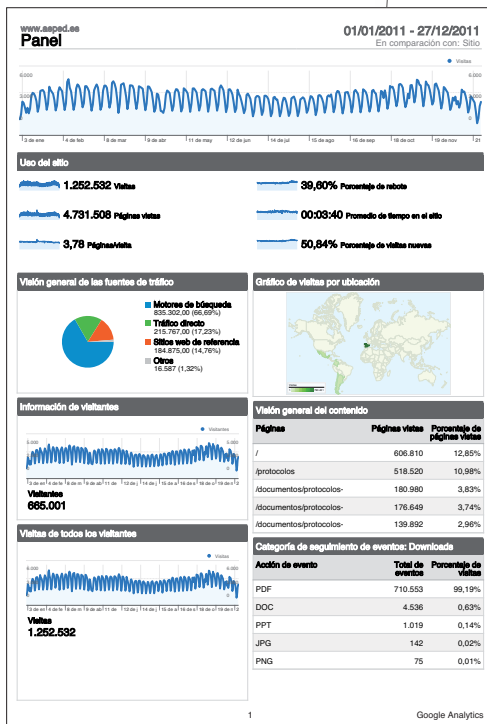 www.aeped.es
Panel
01/01/2011 - 27/12/2011
En comparación con: Sitio
Visitas
6.000
6.000
3.000
3.000
0
3 de ene
4 de feb
8 de mar
9 de abr
11 de may
12 de jun
14 de jul
15 de ago
16 de sep
18 de oct
19 de nov
21
Uso del sitio
1.252.532 Visitas
39,60% Porcentaje de rebote
4.731.508 Páginas vistas
00:03:40 Promedio de tiempo en el sitio
3,78 Páginas/visita
50,84% Porcentaje de visitas nuevas
Visión general de las fuentes de tráfico
Motores de búsqueda
835.302,00 (66,69%)
Tráfico directo
215.767,00 (17,23%)
Sitios web de referencia
184.875,00 (14,76%)
Otros
16.587 (1,32%)
Gráfico de visitas por ubicación
Información de visitantes
Visitantes
Visitantes
665.001
Visión general del contenido
Páginas Páginas vistas Porcentaje de
páginas vistas
/ 606.810 12,85%
/protocolos 518.520 10,98%
/documentos/protocolos- 180.980 3,83%
/documentos/protocolos- 176.649 3,74%
/documentos/protocolos- 139.892 2,96%
Visitas de todos los visitantes
Visitas
Visitas
1.252.532
Categoría de seguimiento de eventos: Downloads
Acción de evento Total de
eventos Porcentaje de
visitas
PDF 710.553 99,19%
DOC 4.536 0,63%
PPT 1.019 0,14%
JPG 142 0,02%
PNG 75 0,01%
1
Google Analytics